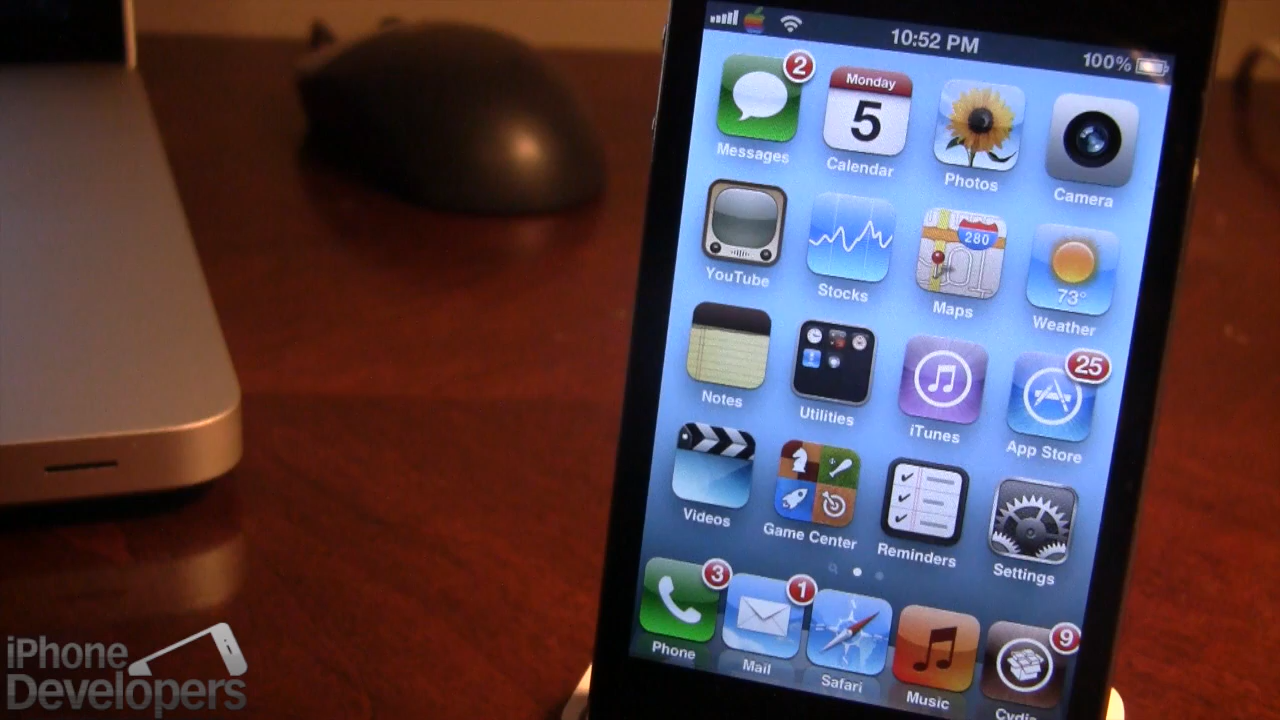 10:52 PM
100%
2
Monday
5
Messages
Calendar
Photos
Camera
280
73°
YouTube
Stocks
Maps
Weather
25
Notes
Utilities
iTunes
App Store
Videos
Game Center
Reminders
Settings
3
1
9
Phone
Mail
Safari
Music
Cydia
iPhone
Developers